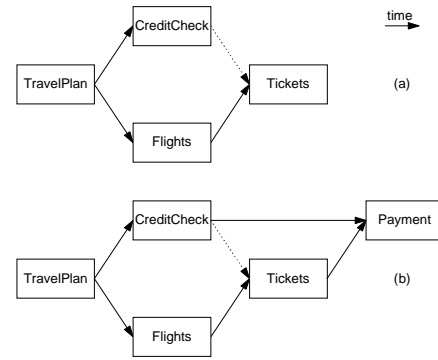 CreditCheck
time
TravelPlan
Tickets
(a)
Flights
CreditCheck
Payment
TravelPlan
Tickets
(b)
Flights